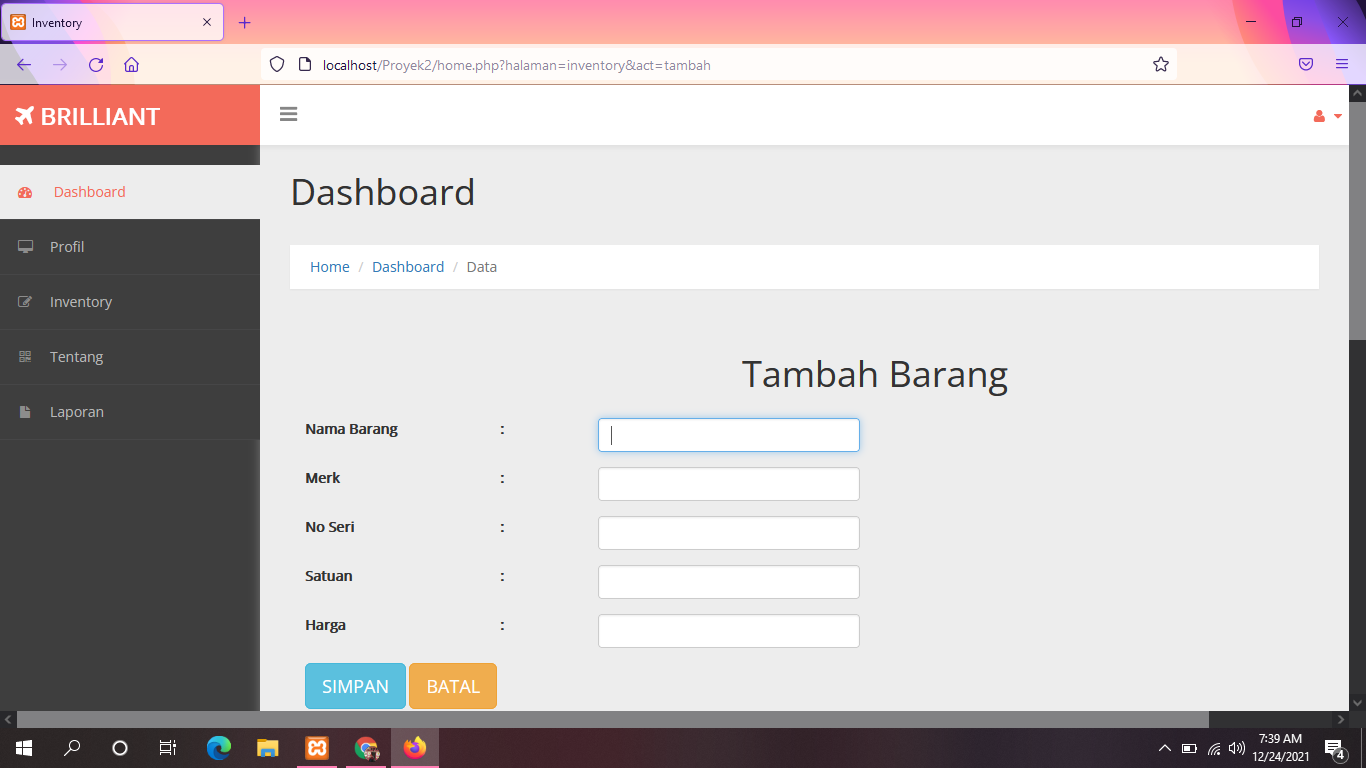 Inventory
localhost/Proyek2/home.php?halaman=inventory&act=tambah
BRILLIANT
Dashboard
Profil
Inventory
Tentang
Laporan
Dashboard
Home / Dashboard / Data
Tambah Barang
Nama Barang :
Merk :
No Seri :
Satuan :
Harga :
SIMPAN BATAL
7:39 AM
12/24/2021
4